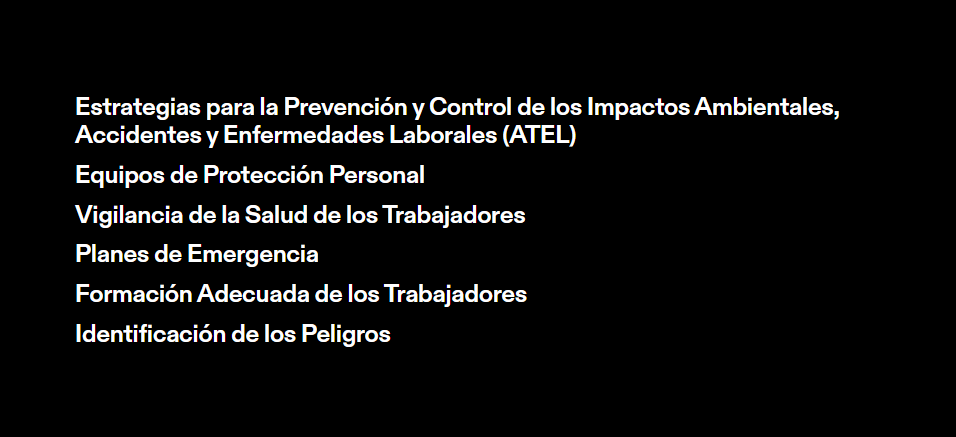 Estrategias para la Prevención y Control de los Impactos Ambientales,
Accidentes y Enfermedades Laborales (ATEL)
Equipos de Protección Personal
Vigilancia de la Salud de los Trabajadores
Planes de Emergencia
Formación Adecuada de los Trabajadores
Identificación de los Peligros